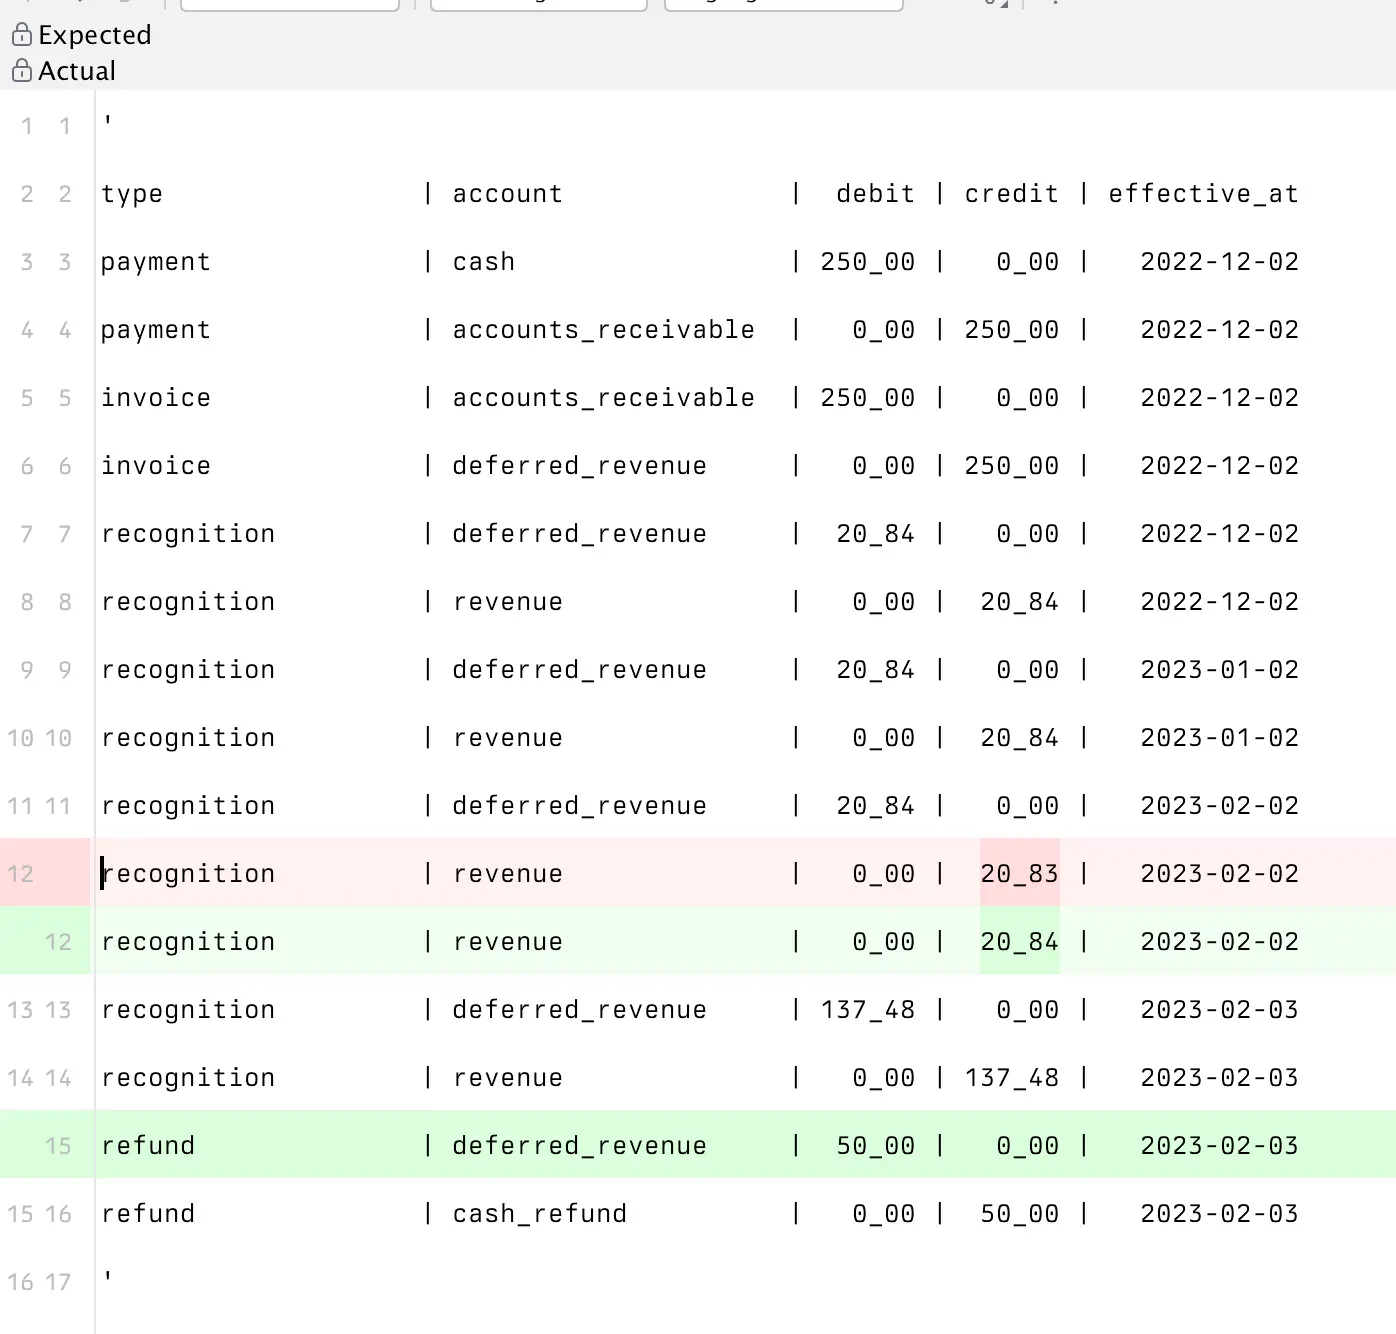 Expected
Actual
1 1 '
2 2 type | account | debit | credit | effective_at
3 3 payment | cash | 250_00 | 0_00 | 2022-12-02
4 4 payment | accounts_receivable | 0_00 | 250_00 | 2022-12-02
5 5 invoice | accounts_receivable | 250_00 | 0_00 | 2022-12-02
6 6 invoice | deferred_revenue | 0_00 | 250_00 | 2022-12-02
7 7 recognition | deferred_revenue | 20_84 | 0_00 | 2022-12-02
8 8 recognition | revenue | 0_00 | 20_84 | 2022-12-02
9 9 recognition | deferred_revenue | 20_84 | 0_00 | 2023-01-02
10 10 recognition | revenue | 0_00 | 20_84 | 2023-01-02
11 11 recognition | deferred_revenue | 20_84 | 0_00 | 2023-02-02
12 recognition | revenue | 0_00 | 20_83 | 2023-02-02
12 recognition | revenue | 0_00 | 20_84 | 2023-02-02
13 13 recognition | deferred_revenue | 137_48 | 0_00 | 2023-02-03
14 14 recognition | revenue | 0_00 | 137_48 | 2023-02-03
15 refund | deferred_revenue | 50_00 | 0_00 | 2023-02-03
15 16 refund | cash_refund | 0_00 | 50_00 | 2023-02-03
16 17 '